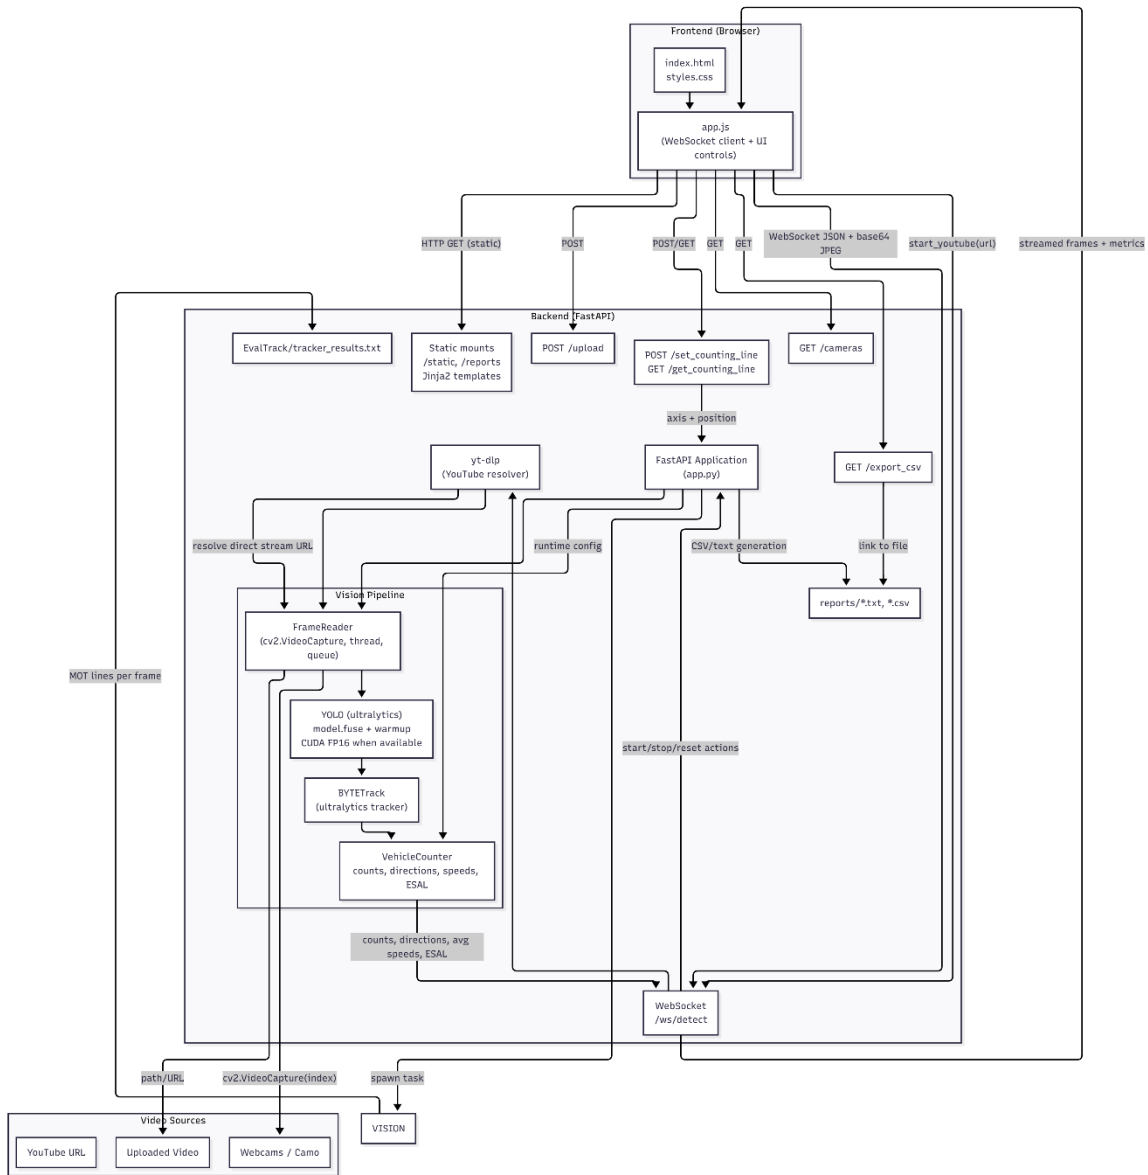 Frontend (Browser)
index.html
styles.css
app.js
(WebSocket client + UI
controls)
HTTP GET (static)
POST
POST/GET
GET
GET
WebSocket JSON + base64
JPEG
start_youtube(url)
streamed frames + metrics
Backend (FastAPI)
EvalTrack/tracker_results.txt
Static mounts
/static, /reports
Jinja2 templates
POST /upload
POST /set_counting_line
GET /get_counting_line
GET /cameras
axis + position
yt-dlp
(YouTube resolver)
FastAPI Application
(app.py)
GET /export_csv
resolve direct stream URL
runtime config
CSV/text generation
link to file
Vision Pipeline
reports/*.txt, *.csv
FrameReader
(cv2.VideoCapture, thread,
queue)
MOT lines per frame
YOLO (ultralytics)
model.fuse + warmup
CUDA FP16 when available
start/stop/reset actions
BYTETrack
(ultralytics tracker)
VehicleCounter
counts, directions, speeds,
ESAL
counts, directions, avg
speeds, ESAL
WebSocket
/ws/detect
path/URL
cv2.VideoCapture(index)
spawn task
Video Sources
YouTube URL
Uploaded Video
Webcams / Camo
VISION